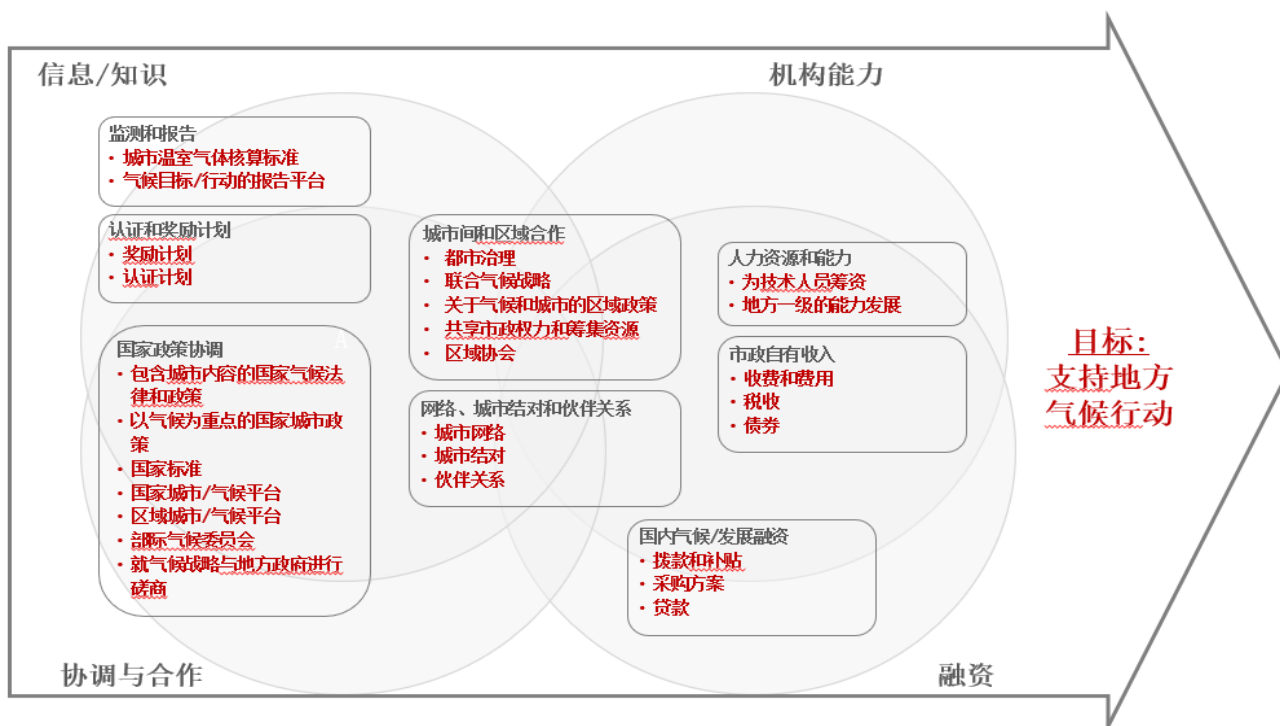 信息/知识
机构能力
监测和报告
• 城市温室气体核算标准
• 气候目标/行动的报告平台
认证和奖励计划
• 奖励计划
• 认证计划
国家政策协调
• 包含城市内容的国家气候法
律和政策
• 以气候为重点的国家城市政
策
• 国家标准
• 国家城市/气候平台
• 区域城市/气候平台
• 部际气候委员会
• 就气候战略与地方政府进行
磋商
A
城市间和区域合作
• 都市治理
• 联合气候战略
• 关于气候和城市的区域政策
• 共享市政权力和筹集资源
• 区域协会
网络、城市结对和伙伴关系
• 城市网络
• 城市结对
• 伙伴关系
人力资源和能力
• 为技术人员筹资
• 地方一级的能力发展
市政自有收入
• 收费和费用
• 税收
• 债券
国内气候/发展融资
• 拨款和补贴
• 采购方案
• 贷款
目标:
支持地方
气候行动
协调与合作
融资